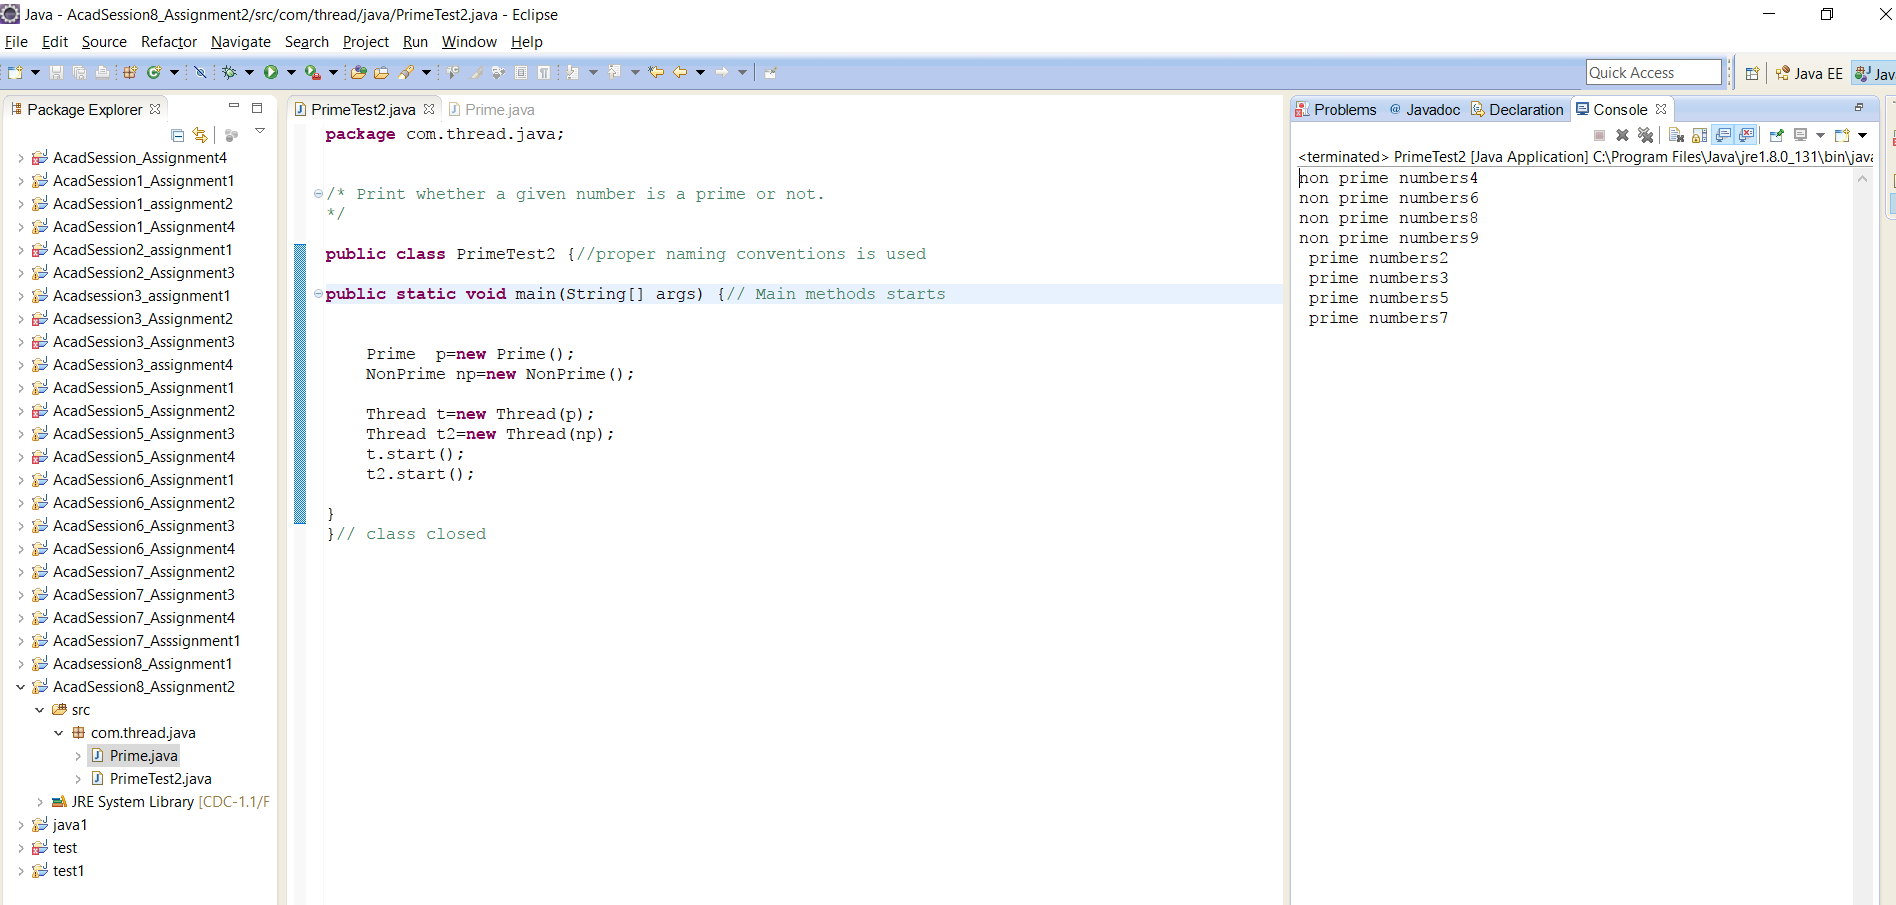 Java - AcadSession8_Assignment2/src/com/thread/java/PrimeTest2.java - Eclipse
File Edit Source Refactor Navigate Search Project Run Window Help
Quick Access
Java EE
Jav
Package Explorer
AcadSession_Assignment4
AcadSession1_Assignment1
AcadSession1_assignment2
AcadSession1_Assignment4
AcadSession2_assignment1
AcadSession2_Assignment3
Acadsession3_assignment1
Acadsession3_Assignment2
AcadSession3_Assignment3
AcadSession3_assignment4
AcadSession5_Assignment1
AcadSession5_Assignment2
AcadSession5_Assignment3
AcadSession5_Assignment4
AcadSession6_Assignment1
AcadSession6_Assignment2
AcadSession6_Assignment3
AcadSession6_Assignment4
AcadSession7_Assignment2
AcadSession7_Assignment3
AcadSession7_Assignment4
AcadSession7_Asssignment1
Acadsession8_Assignment1
AcadSession8_Assignment2
src
com.thread.java
Prime.java
PrimeTest2.java
JRE System Library [CDC-1.1/F
java1
test
test1
PrimeTest2.java Prime.java
package com.thread.java;
/* Print whether a given number is a prime or not.
*/
public class PrimeTest2 {//proper naming conventions is used
public static void main(String[] args) {// Main methods starts
Prime  p=new Prime();
NonPrime np=new NonPrime();
Thread t=new Thread(p);
Thread t2=new Thread(np);
t.start();
t2.start();
}
}// class closed
Problems @ Javadoc Declaration Console
<terminated> PrimeTest2 [Java Application] C:\Program Files\Java\jre1.8.0_131\bin\java
non prime numbers4
non prime numbers6
non prime numbers8
non prime numbers9
prime numbers2
prime numbers3
prime numbers5
prime numbers7